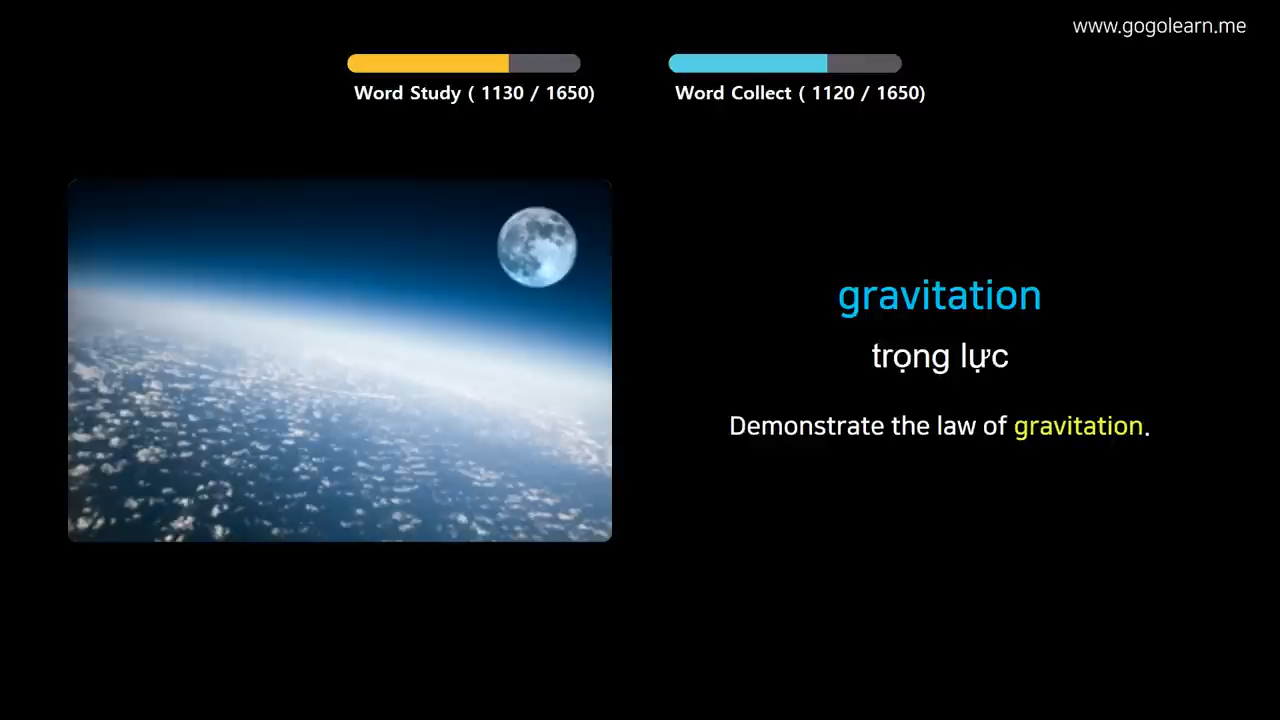 www.gogolearn.me
Word Study ( 1130 / 1650)
Word Collect ( 1120 / 1650)
gravitation
trọng lực
Demonstrate the law of gravitation.